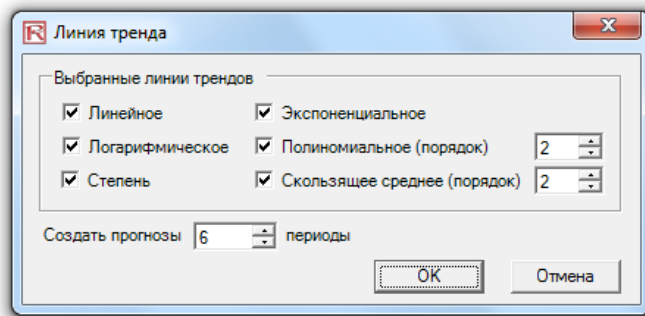 Линия тренда
Выбранные линии трендов
Линейное
Экспоненциальное
Логарифмическое
Полиномиальное (порядок) 2
Степень
Скользящее среднее (порядок) 2
Создать прогнозы 6 периоды
OK
Отмена